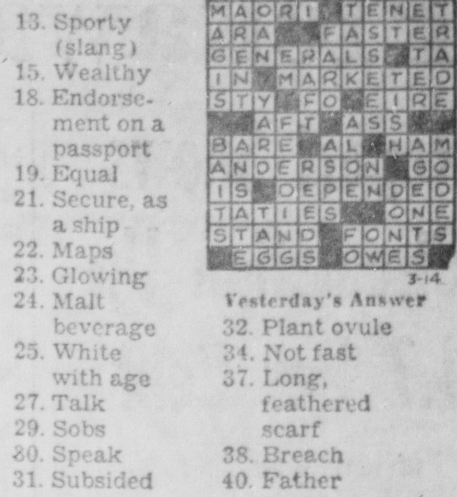 13. Sporty
(slang)
15. Wealthy
18. Endorse-
ment on a
passport
19. Equal
21. Secure, as
a ship
22. Maps
23. Glowing
24. Malt
beverage
25. White
with age
27. Talk
29. Sobs
30. Speak
31. Subsided
MAORI TENET
ARA FASTER
GENERALS TA
IN MARKETED
STY FO EIRE
AFT ASS
BARE AL HAM
ANDERSON GO
IS DEPENDED
TATIES ONE
STAND FONTS
EGGS OWES
3-14
Yesterday's Answer
32. Plant ovule
34. Not fast
37. Long,
feathered
scarf
38. Breach
40. Father